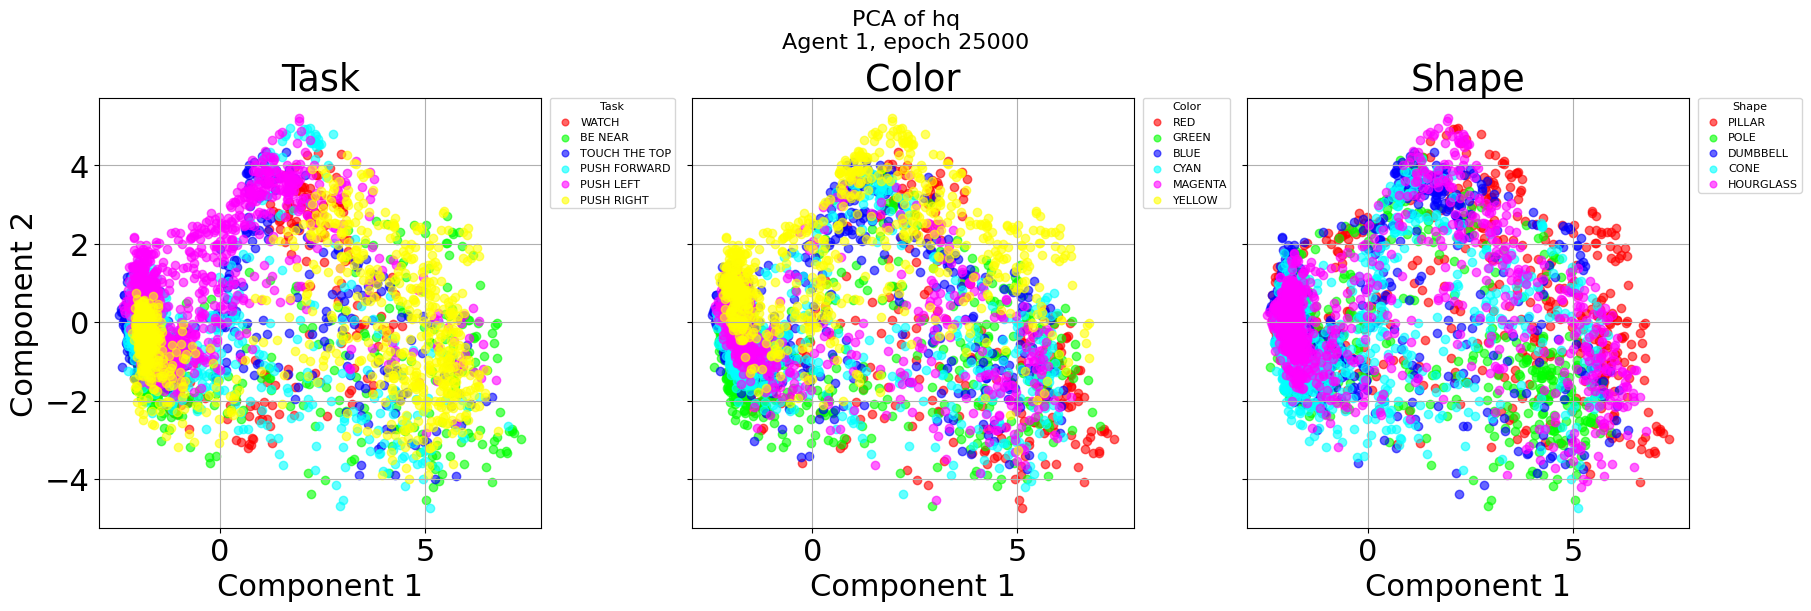 PCA of hq
Agent 1, epoch 25000
Task
Color
Shape
Task
WATCH
BE NEAR
TOUCH THE TOP
PUSH FORWARD
PUSH LEFT
PUSH RIGHT
Color
RED
GREEN
BLUE
CYAN
MAGENTA
YELLOW
Shape
PILLAR
POLE
DUMBBELL
CONE
HOURGLASS
Component 2
4
2
0
−2
−4
0 5
0 5
0 5
Component 1
Component 1
Component 1